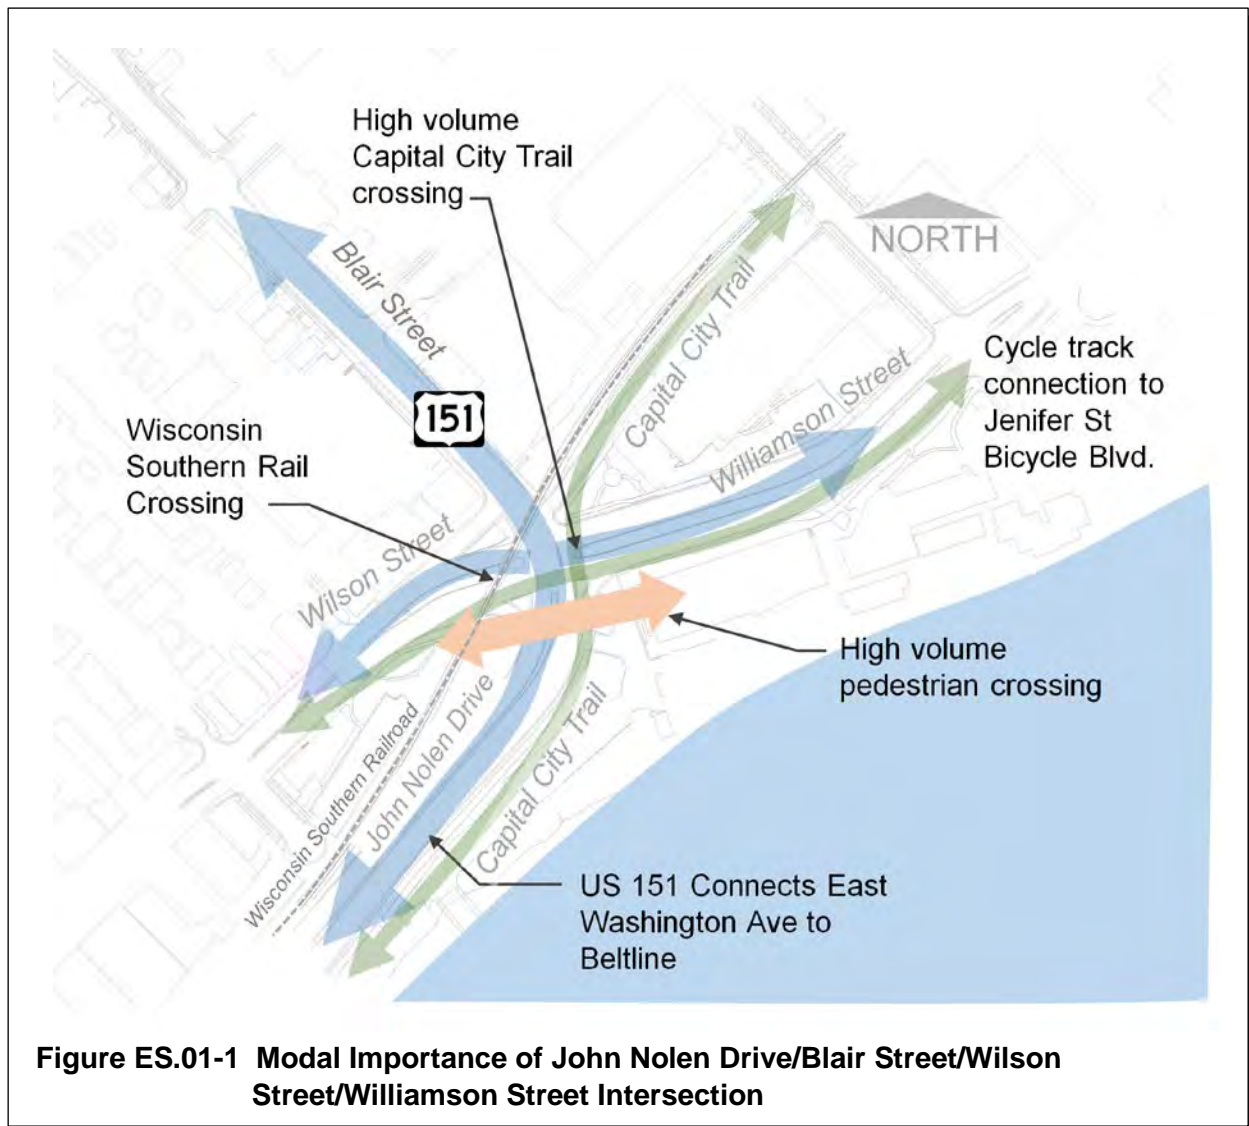 High volume
Capital City Trail
crossing
NORTH
Blair Street
Capital City Trail
Cycle track
connection to
Jenifer St
Bicycle Blvd.
151
Williamson Street
Wisconsin
Southern Rail
Crossing
Wilson Street
High volume
pedestrian crossing
John Nolen Drive
Wisconsin Southern Railroad
Capital City Trail
US 151 Connects East
Washington Ave to
Beltline
Figure ES.01-1 Modal Importance of John Nolen Drive/Blair Street/Wilson
Street/Williamson Street Intersection